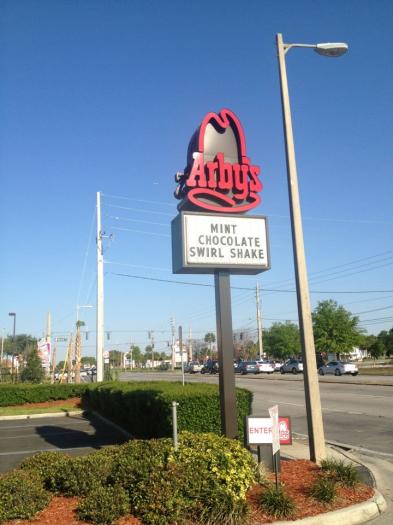 Arby's
MINT
CHOCOLATE
SWIRL SHAKE
ENTER